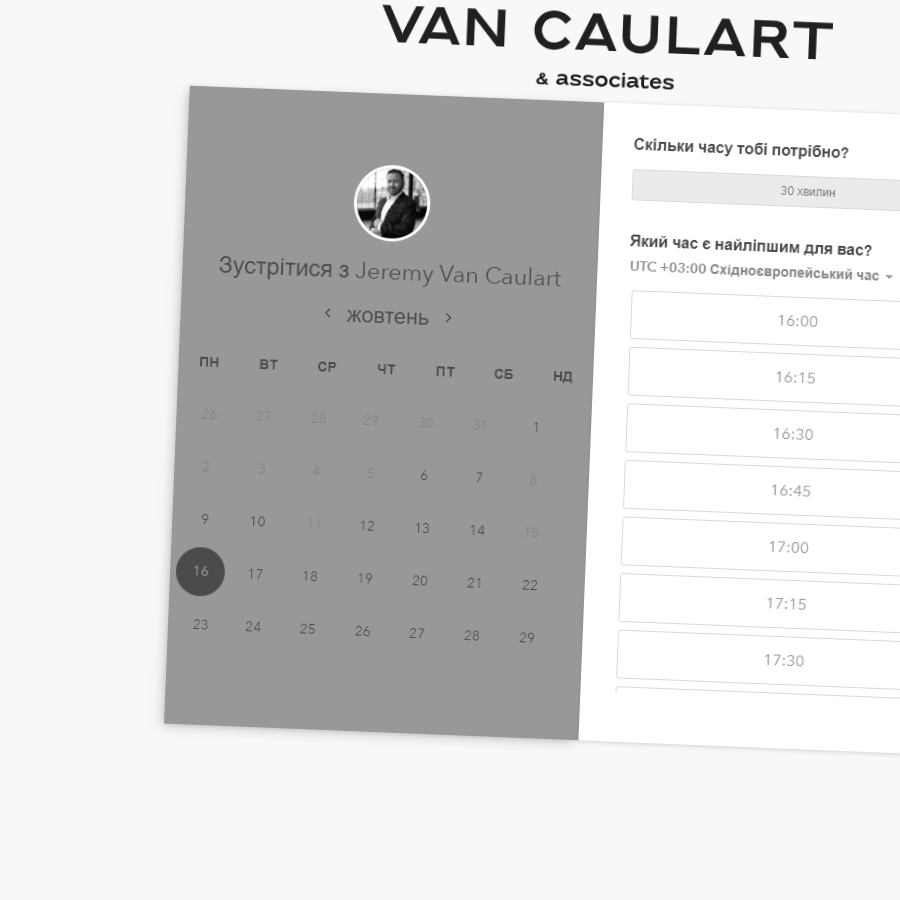 VAN CAULART
& associates
Зустрітися з Jeremy Van Caulart
жовтень
ПН ВТ СР ЧТ ПТ СБ НД
26 27 28 29 30 31 1
2 3 4 5 6 7 8
9 10 11 12 13 14 15
16 17 18 19 20 21 22
23 24 25 26 27 28 29
Скільки часу тобі потрібно?
30 хвилин
Який час є найліпшим для вас?
UTC +03:00 Східноєвропейський час
16:00
16:15
16:30
16:45
17:00
17:15
17:30